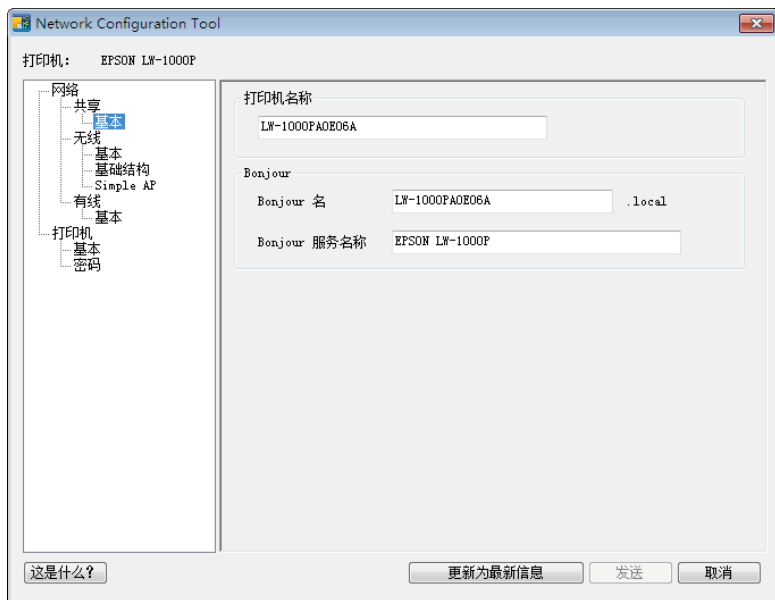 Network Configuration Tool
打印机: EPSON LW-1000P
网络
共享
基本
无线
基本
基础结构
Simple AP
有线
基本
打印机
基本
密码
打印机名称
LW-1000PA0E06A
Bonjour
Bonjour 名 LW-1000PA0E06A .local
Bonjour 服务名称 EPSON LW-1000P
这是什么? 更新为最新信息 发送 取消